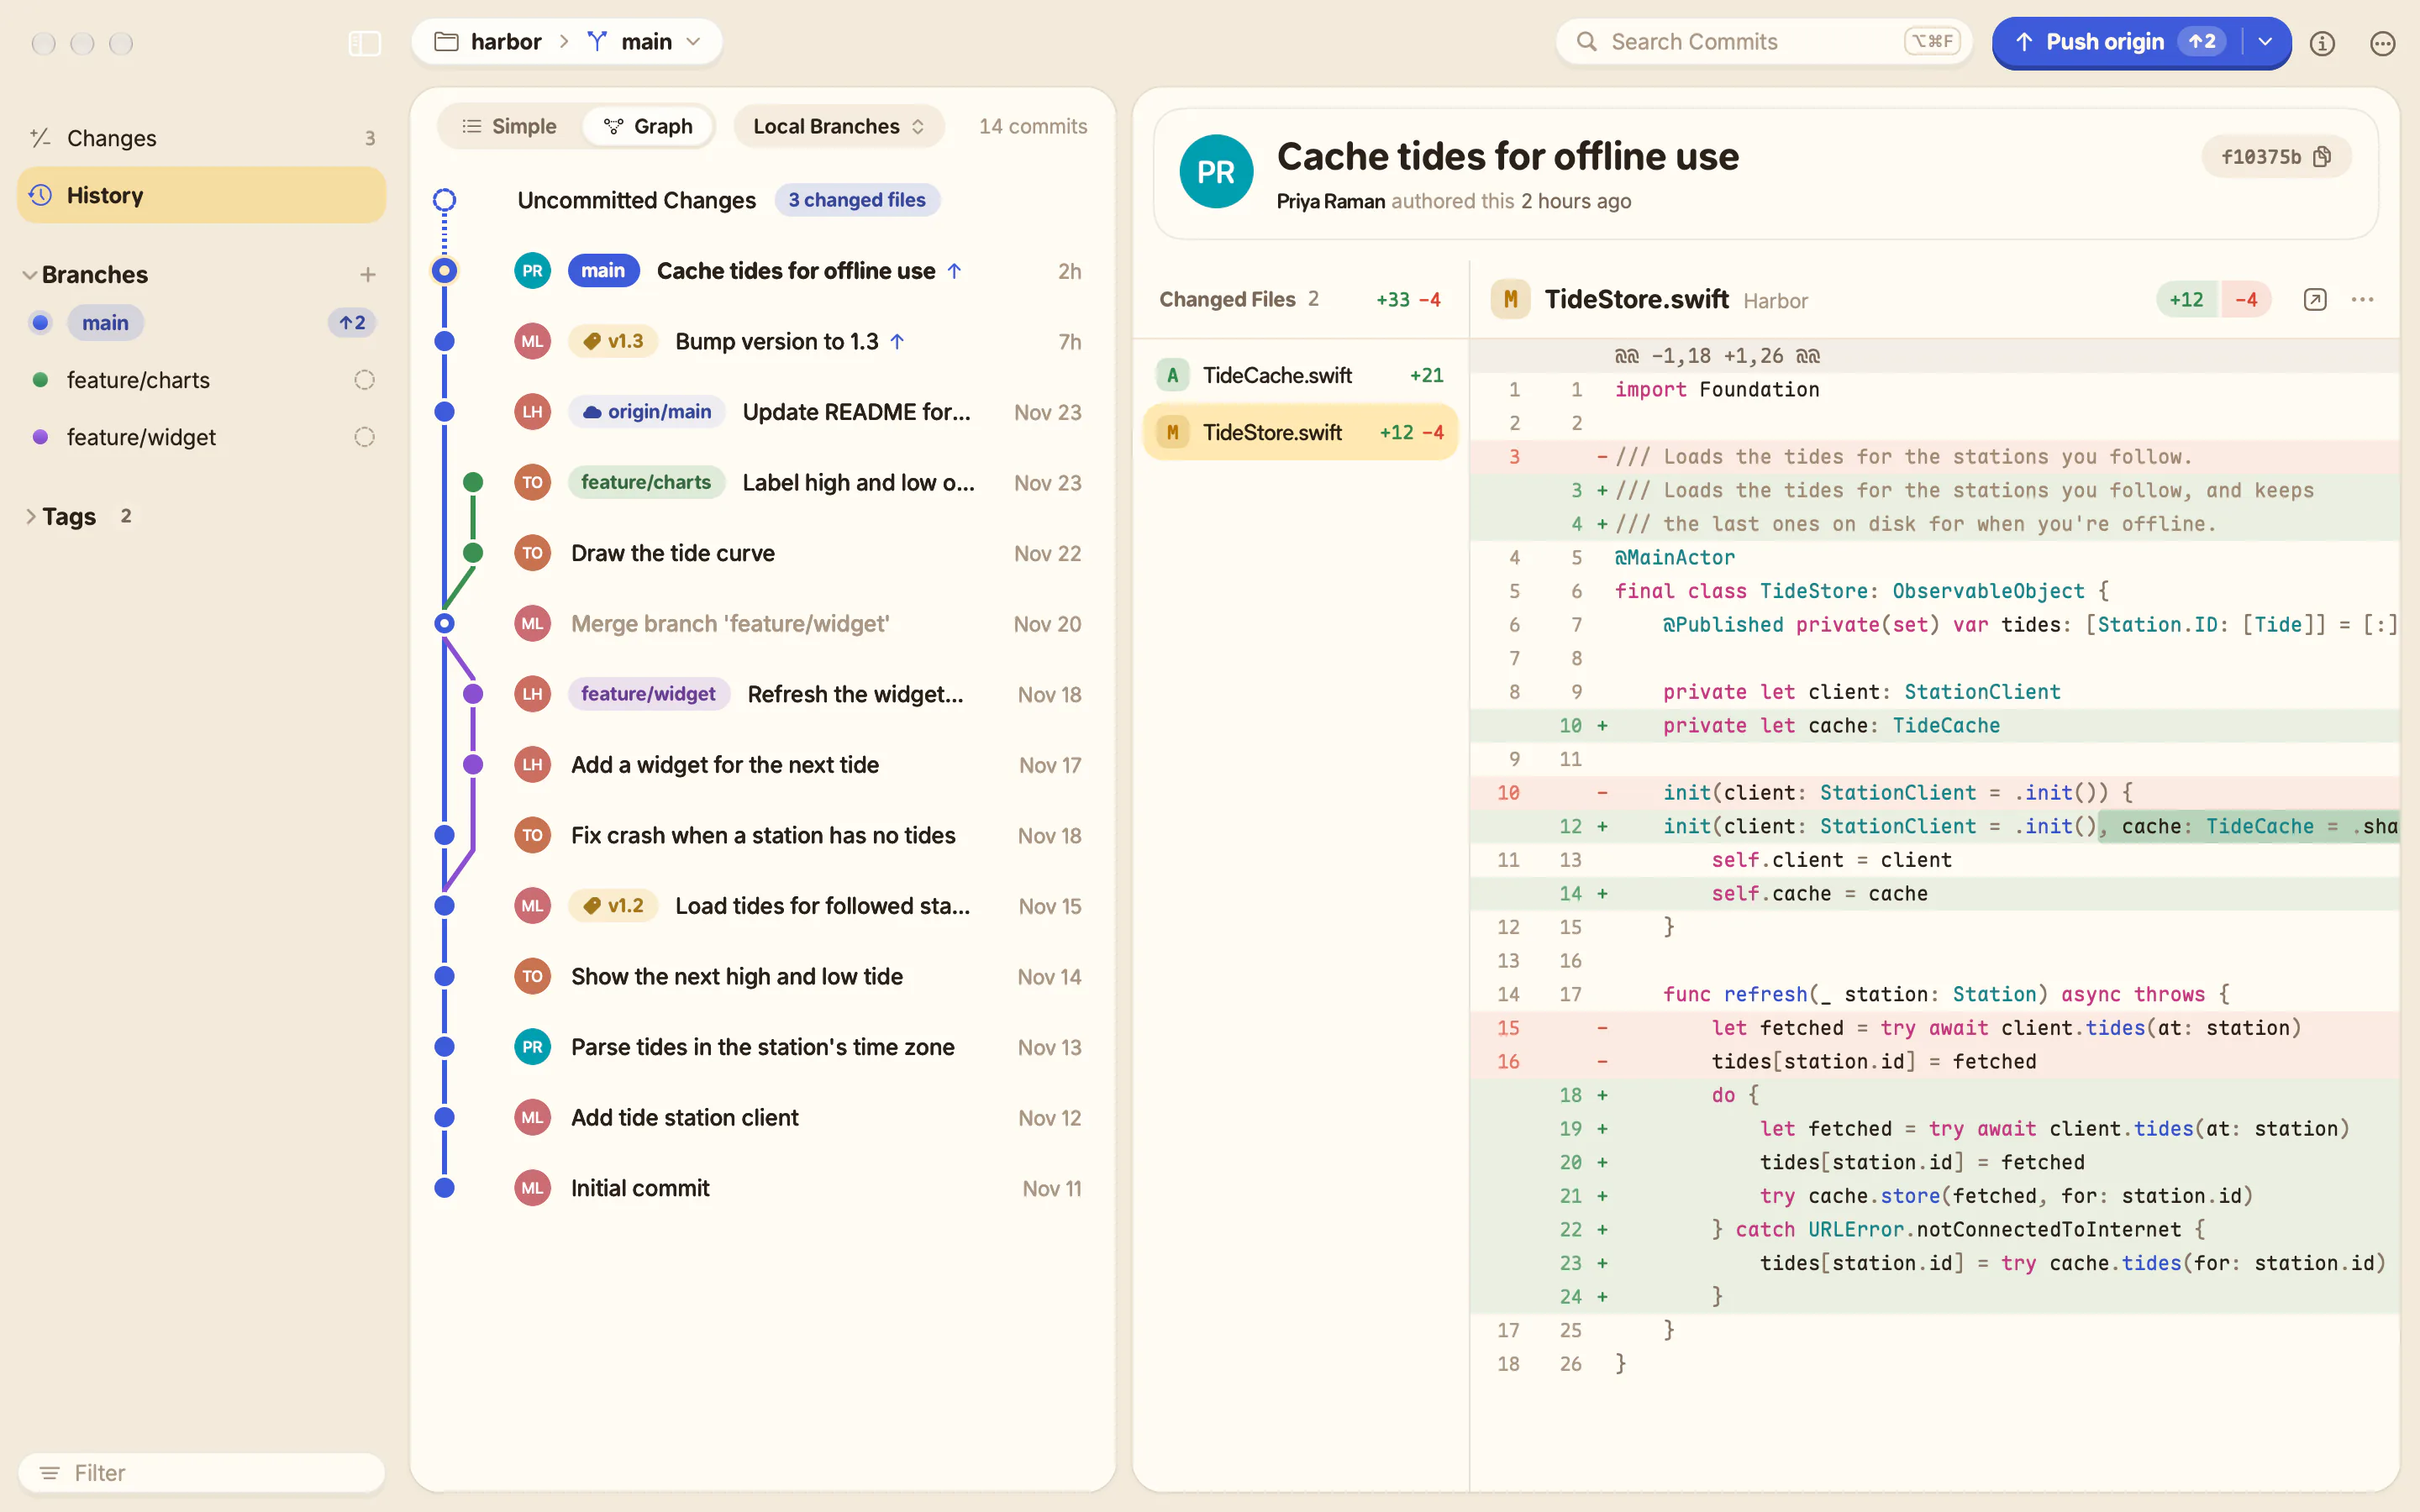 harbor > main
Search Commits ⌥⌘F
↑ Push origin ↑2
Changes 3
History
Branches +
main ↑2
feature/charts
feature/widget
Tags 2
Filter
Simple Graph Local Branches 14 commits
Uncommitted Changes 3 changed files
PR main Cache tides for offline use ↑ 2h
ML v1.3 Bump version to 1.3 ↑ 7h
LH origin/main Update README for... Nov 23
TO feature/charts Label high and low o... Nov 23
TO Draw the tide curve Nov 22
ML Merge branch 'feature/widget' Nov 20
LH feature/widget Refresh the widget... Nov 18
LH Add a widget for the next tide Nov 17
TO Fix crash when a station has no tides Nov 18
ML v1.2 Load tides for followed sta... Nov 15
TO Show the next high and low tide Nov 14
PR Parse tides in the station's time zone Nov 13
ML Add tide station client Nov 12
ML Initial commit Nov 11
PR Cache tides for offline use f10375b
Priya Raman authored this 2 hours ago
Changed Files 2 +33 −4
A TideCache.swift +21
M TideStore.swift +12 −4
M TideStore.swift Harbor +12 −4
@@ -1,18 +1,26 @@
1 1 import Foundation
2 2
3 - /// Loads the tides for the stations you follow.
3 + /// Loads the tides for the stations you follow, and keeps
4 + /// the last ones on disk for when you're offline.
4 5 @MainActor
5 6 final class TideStore: ObservableObject {
6 7 @Published private(set) var tides: [Station.ID: [Tide]] = [:]
7 8
8 9 private let client: StationClient
10 + private let cache: TideCache
9 11
10 - init(client: StationClient = .init()) {
12 + init(client: StationClient = .init(), cache: TideCache = .sha
11 13 self.client = client
14 + self.cache = cache
12 15 }
13 16
14 17 func refresh(_ station: Station) async throws {
15 - let fetched = try await client.tides(at: station)
16 - tides[station.id] = fetched
18 + do {
19 + let fetched = try await client.tides(at: station)
20 + tides[station.id] = fetched
21 + try cache.store(fetched, for: station.id)
22 + } catch URLError.notConnectedToInternet {
23 + tides[station.id] = try cache.tides(for: station.id)
24 + }
17 25 }
18 26 }